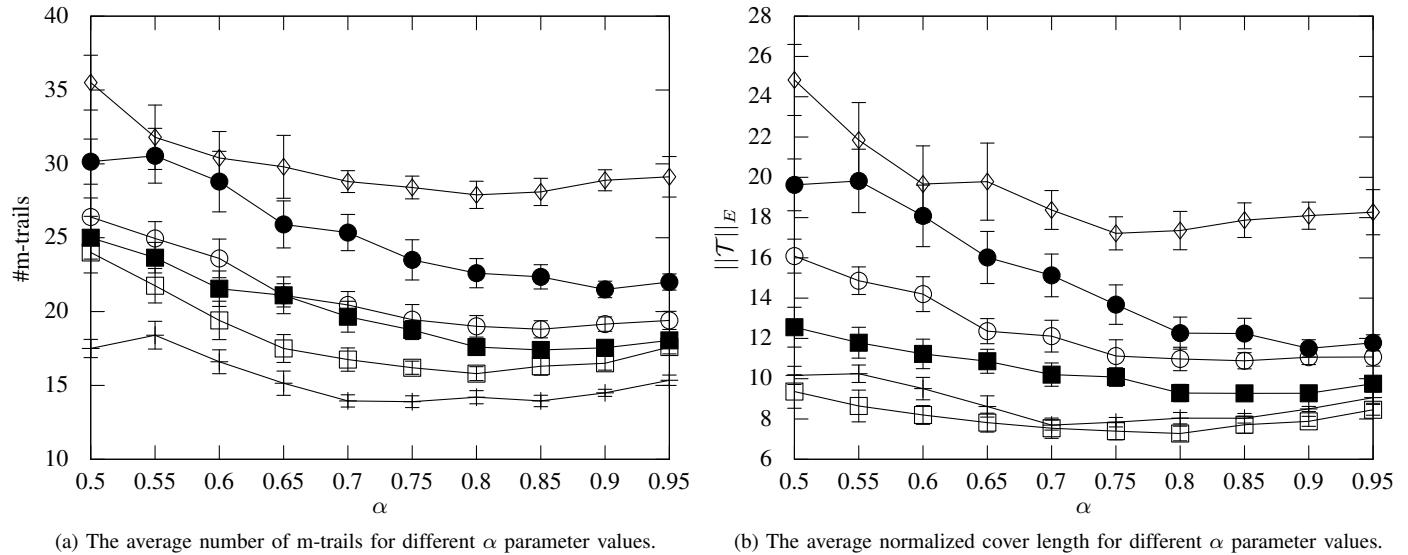 40
35
30
25
20
15
10
#m-trails
0.5 0.55 0.6 0.65 0.7 0.75 0.8 0.85 0.9 0.95
α
(a) The average number of m-trails for different α parameter values.
28
26
24
22
20
18
16
14
12
10
8
6
||𝒯||_E
0.5 0.55 0.6 0.65 0.7 0.75 0.8 0.85 0.9 0.95
α
(b) The average normalized cover length for different α parameter values.